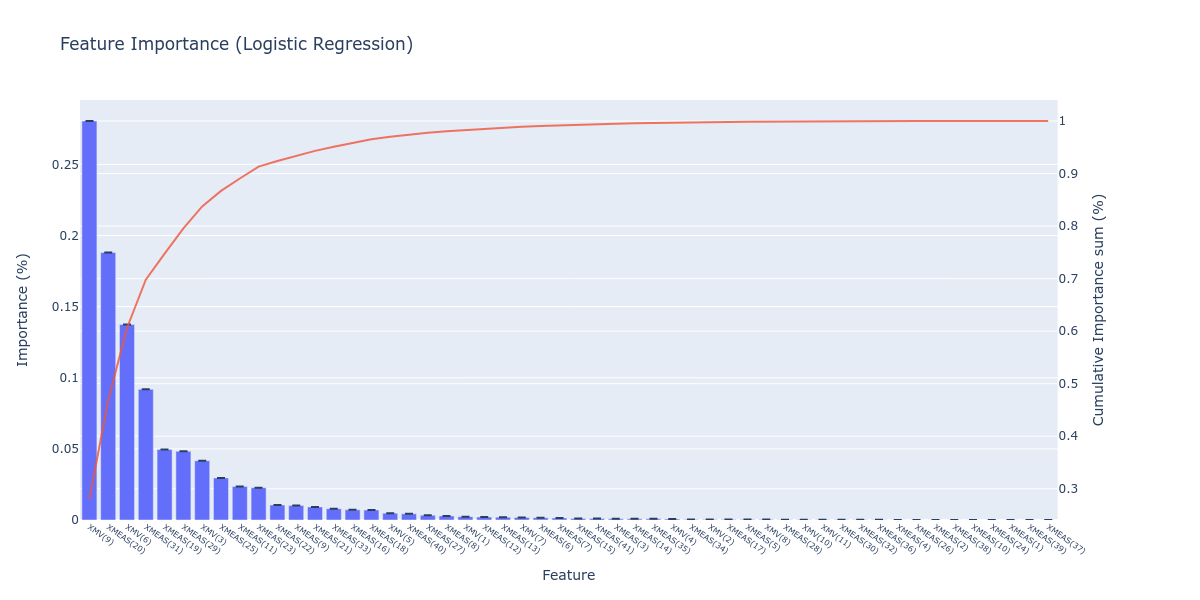 Feature Importance (Logistic Regression)
Importance (%)
0.25
0.2
0.15
0.1
0.05
0
1
0.9
0.8
0.7
0.6
0.5
0.4
0.3
Cumulative Importance sum (%)
XMV(9)
XMEAS(20)
XMV(6)
XMEAS(31)
XMEAS(19)
XMEAS(29)
XMV(3)
XMEAS(25)
XMEAS(11)
XMEAS(23)
XMEAS(22)
XMEAS(9)
XMEAS(21)
XMEAS(33)
XMEAS(16)
XMEAS(18)
XMV(5)
XMEAS(40)
XMEAS(27)
XMEAS(8)
XMV(1)
XMEAS(12)
XMEAS(13)
XMV(7)
XMEAS(6)
XMEAS(7)
XMEAS(15)
XMEAS(41)
XMEAS(3)
XMEAS(14)
XMEAS(35)
XMV(4)
XMEAS(34)
XMV(2)
XMEAS(17)
XMEAS(5)
XMV(8)
XMEAS(28)
XMV(10)
XMV(11)
XMEAS(30)
XMEAS(32)
XMEAS(36)
XMEAS(4)
XMEAS(26)
XMEAS(2)
XMEAS(38)
XMEAS(10)
XMEAS(24)
XMEAS(1)
XMEAS(39)
XMEAS(37)
Feature